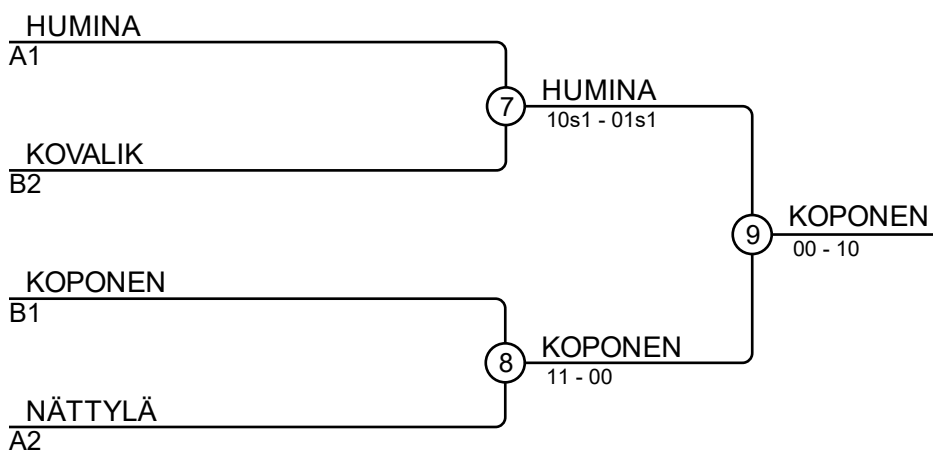 HUMINA
A1
7
HUMINA
10s1 - 01s1
KOVALIK
B2
9
KOPONEN
00 - 10
KOPONEN
B1
8
KOPONEN
11 - 00
NÄTTYLÄ
A2